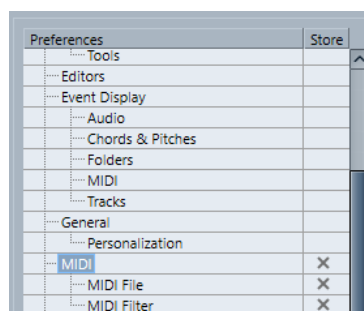 Preferences Store
Tools
Editors
Event Display
Audio
Chords & Pitches
Folders
MIDI
Tracks
General
Personalization
MIDI
MIDI File
MIDI Filter